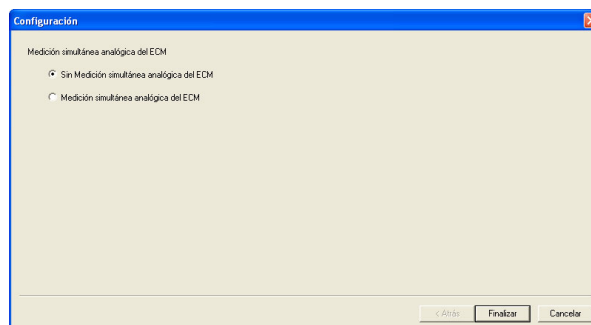 Configuración
Medición simultánea analógica del ECM
Sin Medición simultánea analógica del ECM
Medición simultánea analógica del ECM
< Atrás Finalizar Cancelar